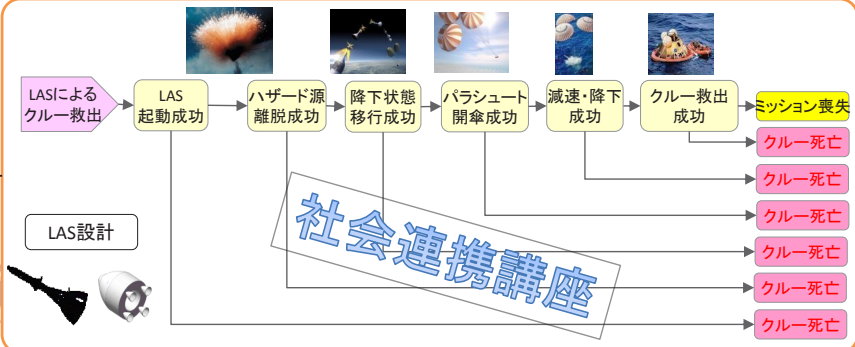 LASによる
クルー救出
LAS
起動成功
ハザード源
離脱成功
降下状態
移行成功
パラシュート
開傘成功
減速・降下
成功
クルー救出
成功
ミッション喪失
クルー死亡
クルー死亡
クルー死亡
クルー死亡
クルー死亡
クルー死亡
LAS設計
社会連携講座